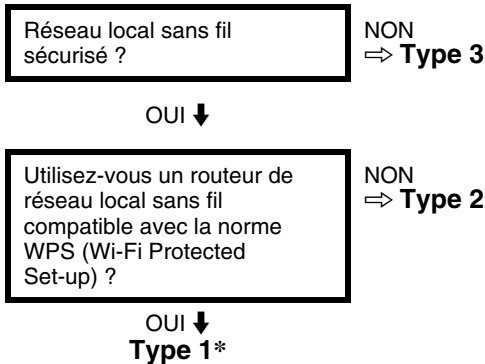 Réseau local sans fil
sécurisé ?
NON
⇨ Type 3
OUI ⬇
Utilisez-vous un routeur de
réseau local sans fil
compatible avec la norme
WPS (Wi-Fi Protected
Set-up) ?
NON
⇨ Type 2
OUI ⬇
Type 1*